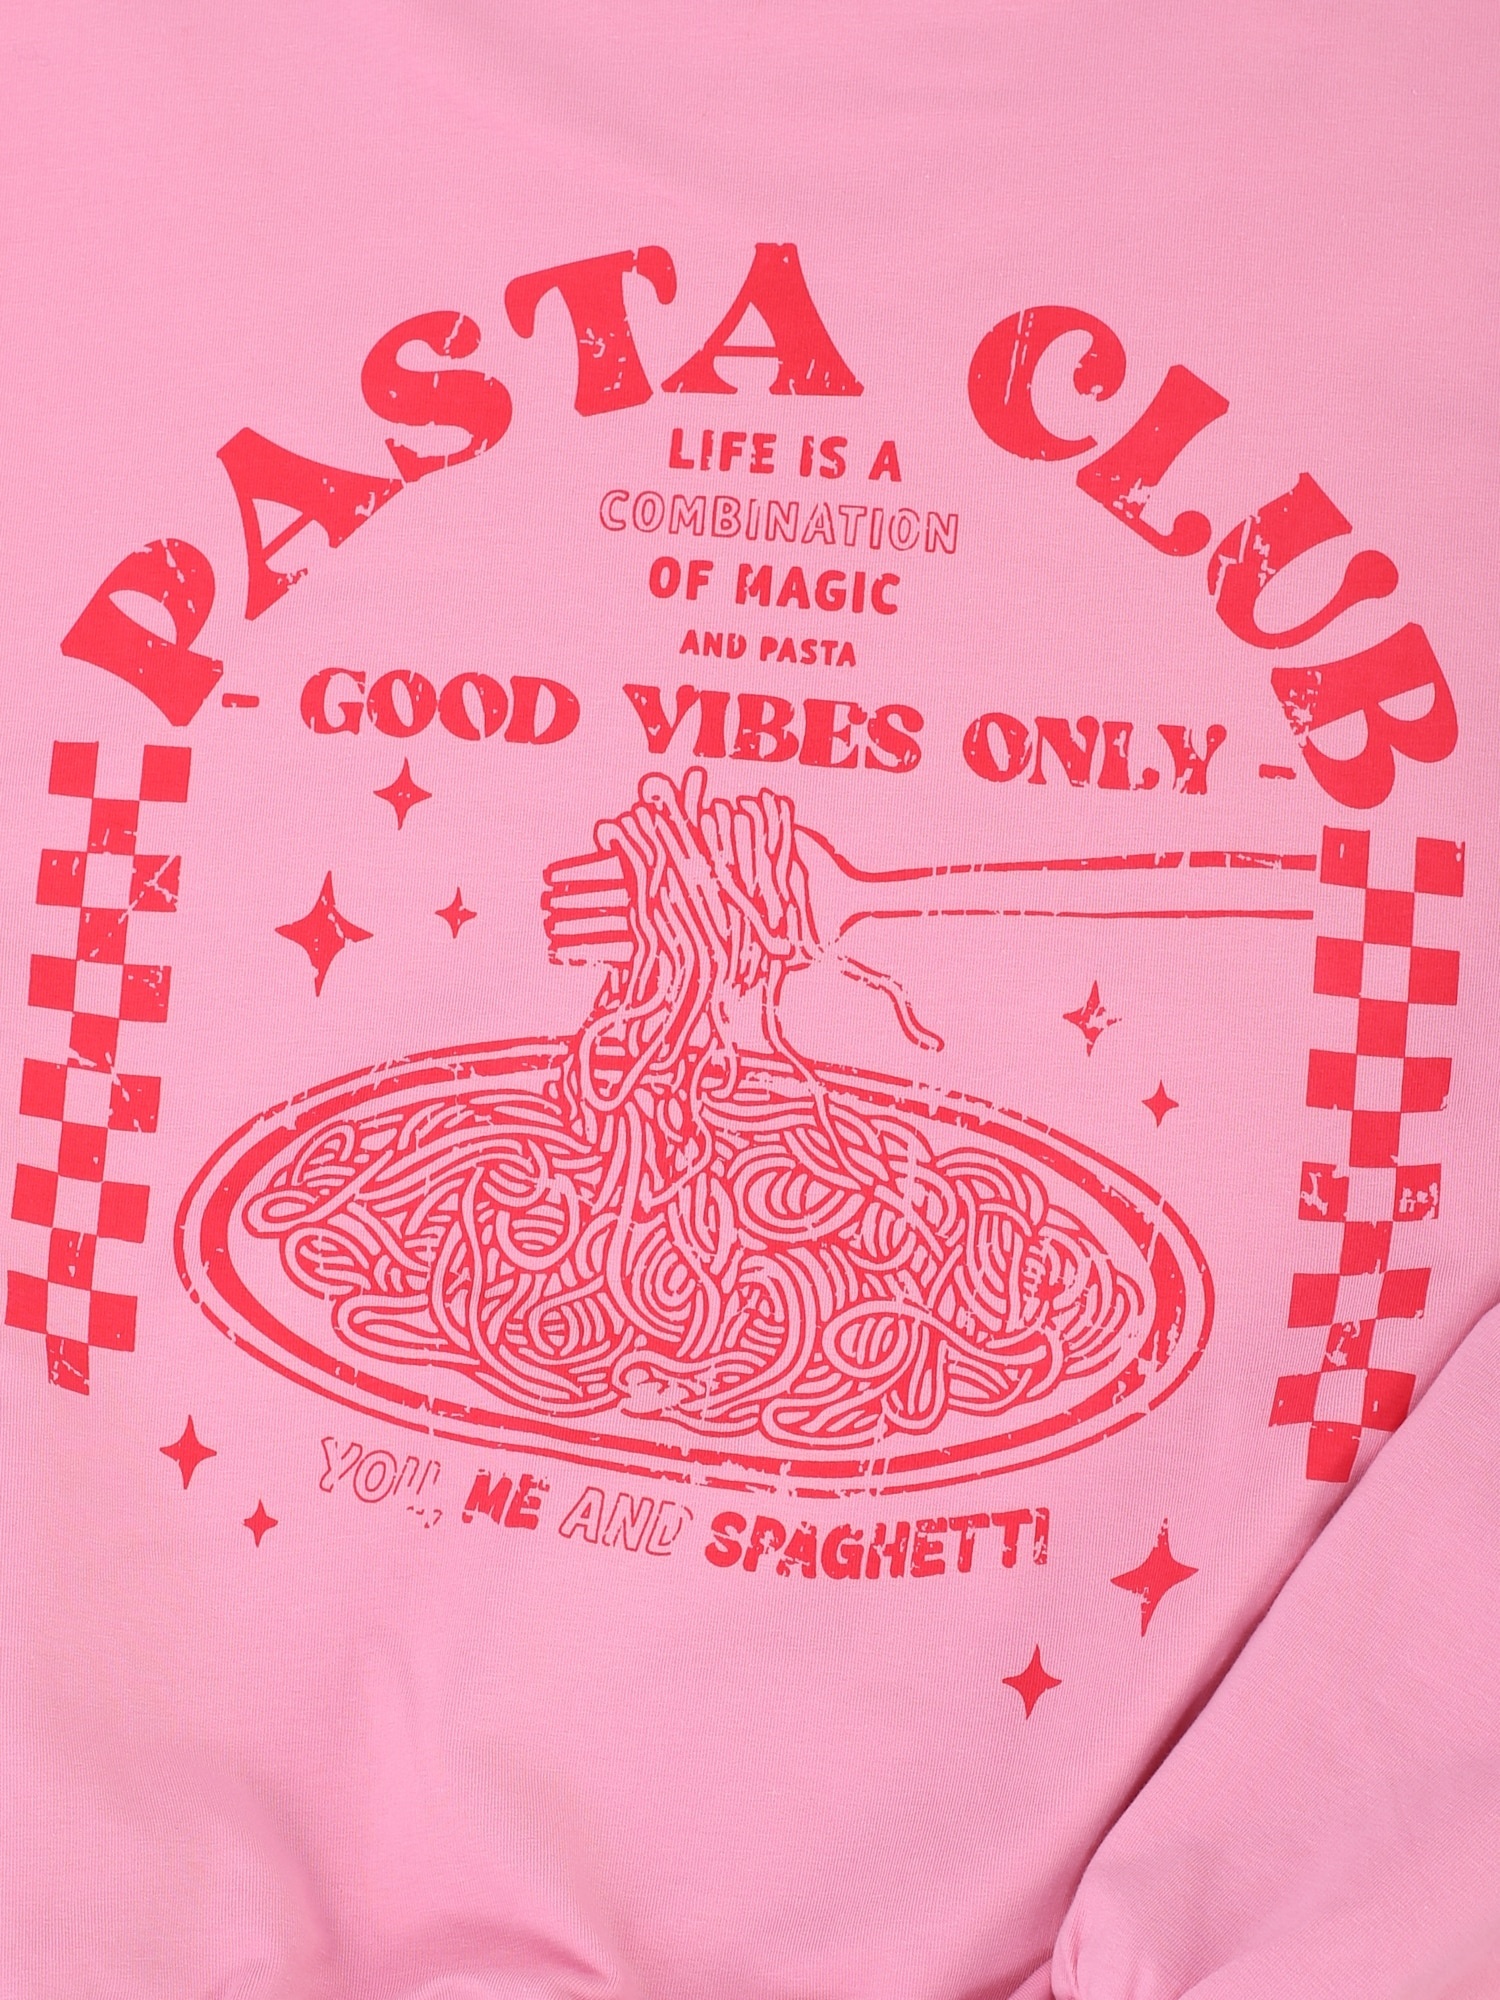 PASTA CLUB
LIFE IS A
COMBINATION
OF MAGIC
AND PASTA
- GOOD VIBES ONLY -
YOU, ME AND SPAGHETTI